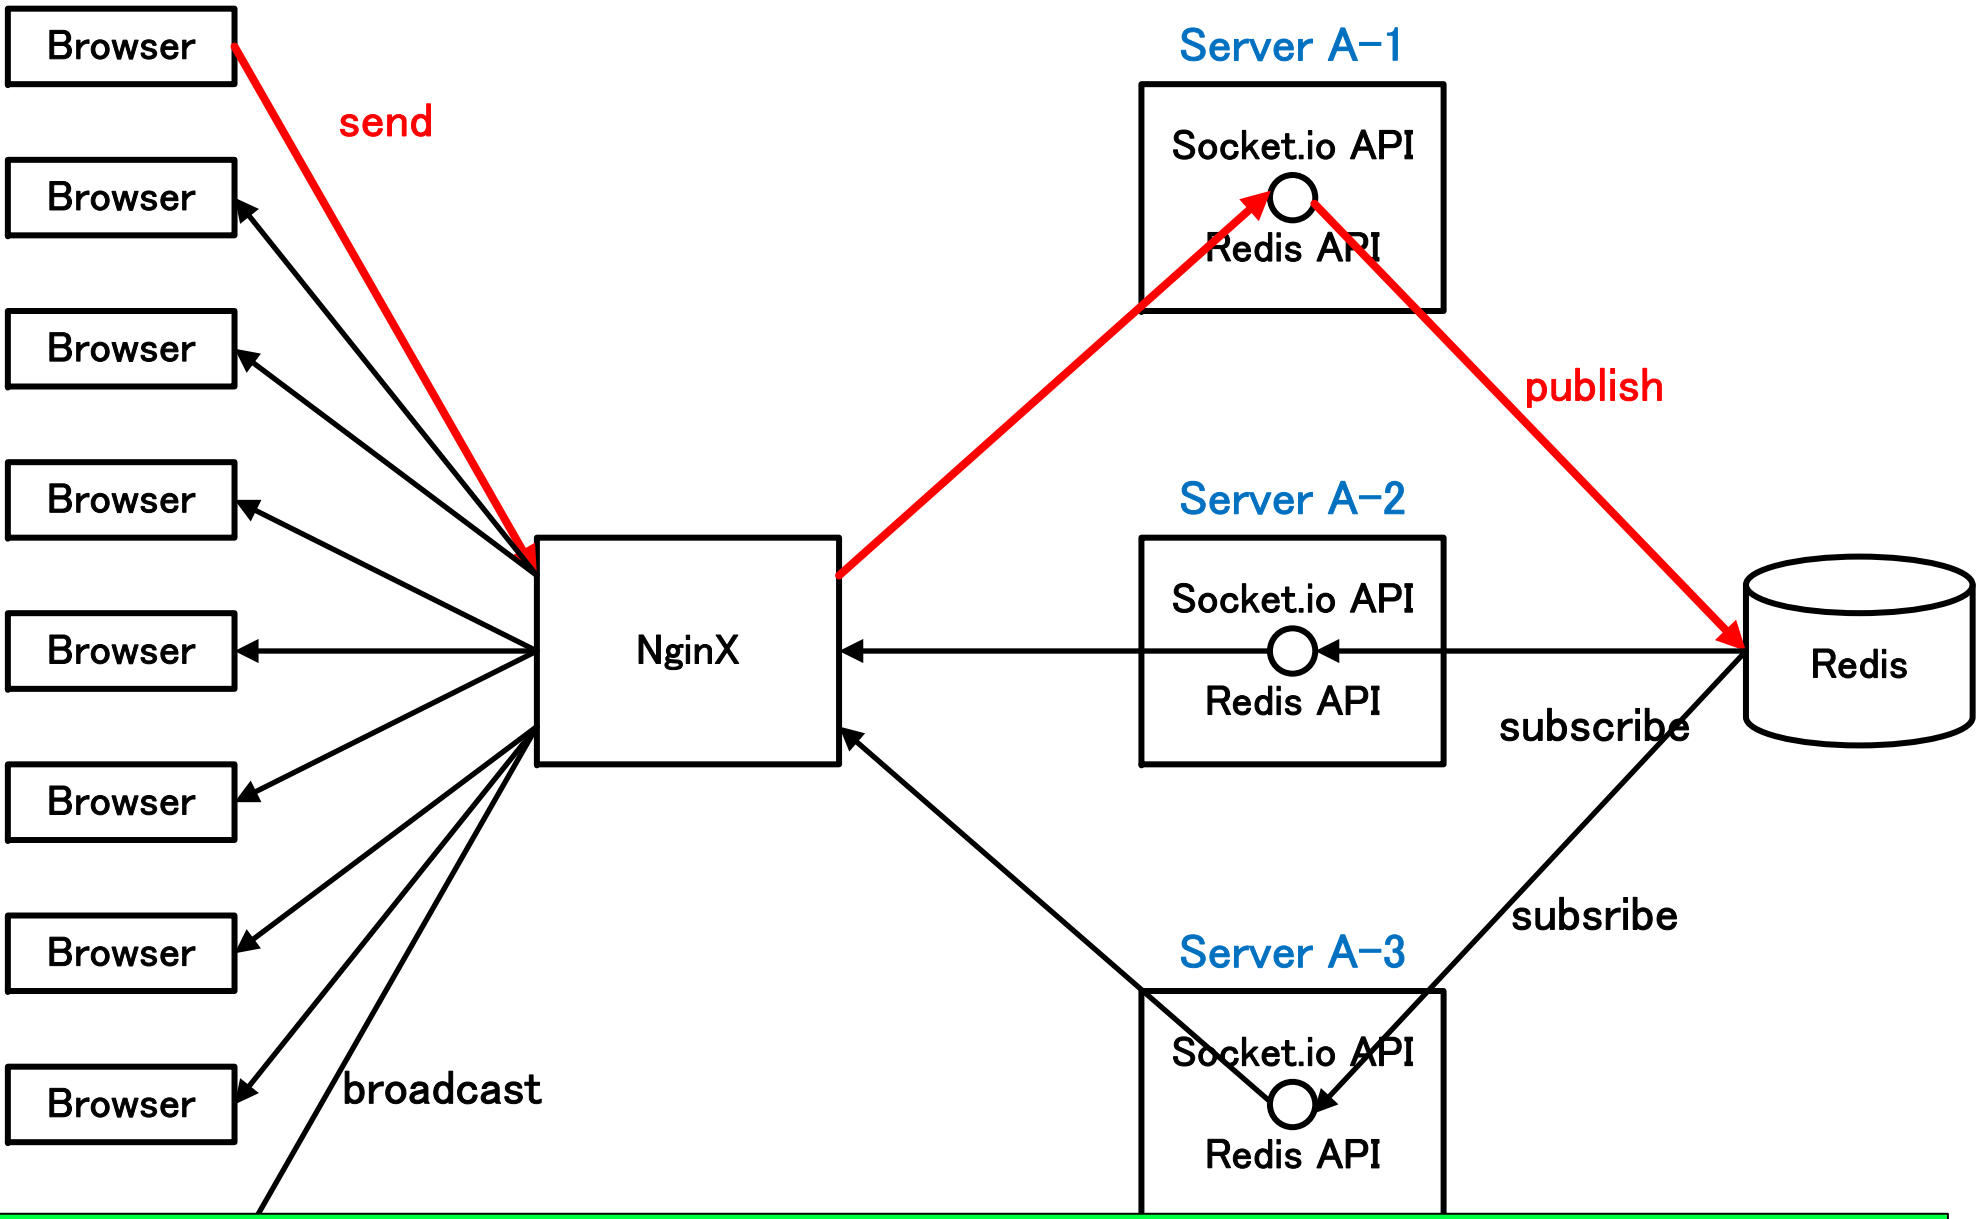 Browser
Server A-1
send
Socket.io API
Browser
Redis API
Browser
publish
Browser
Server A-2
Socket.io API
Browser
NginX
Redis
Redis API
subscribe
Browser
subsribe
Browser
Server A-3
Socket.io API
Browser
broadcast
Redis API